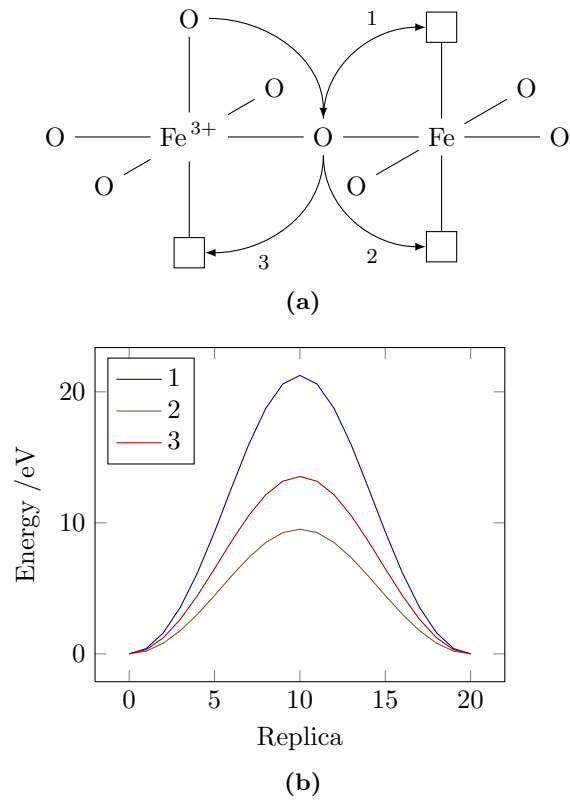 O 1
O O
O Fe³⁺ O Fe O
O O
3 2
(a)
1
2
3
20
10
0
Energy /eV
0 5 10 15 20
Replica
(b)